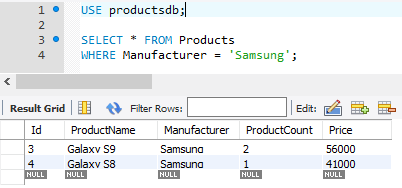 1 USE productsdb;
2
3 SELECT * FROM Products
4 WHERE Manufacturer = 'Samsung';
Result Grid Filter Rows: Edit:
Id ProductName Manufacturer ProductCount Price
3 Galaxy S9 Samsung 2 56000
4 Galaxy S8 Samsung 1 41000
NULL NULL NULL NULL NULL